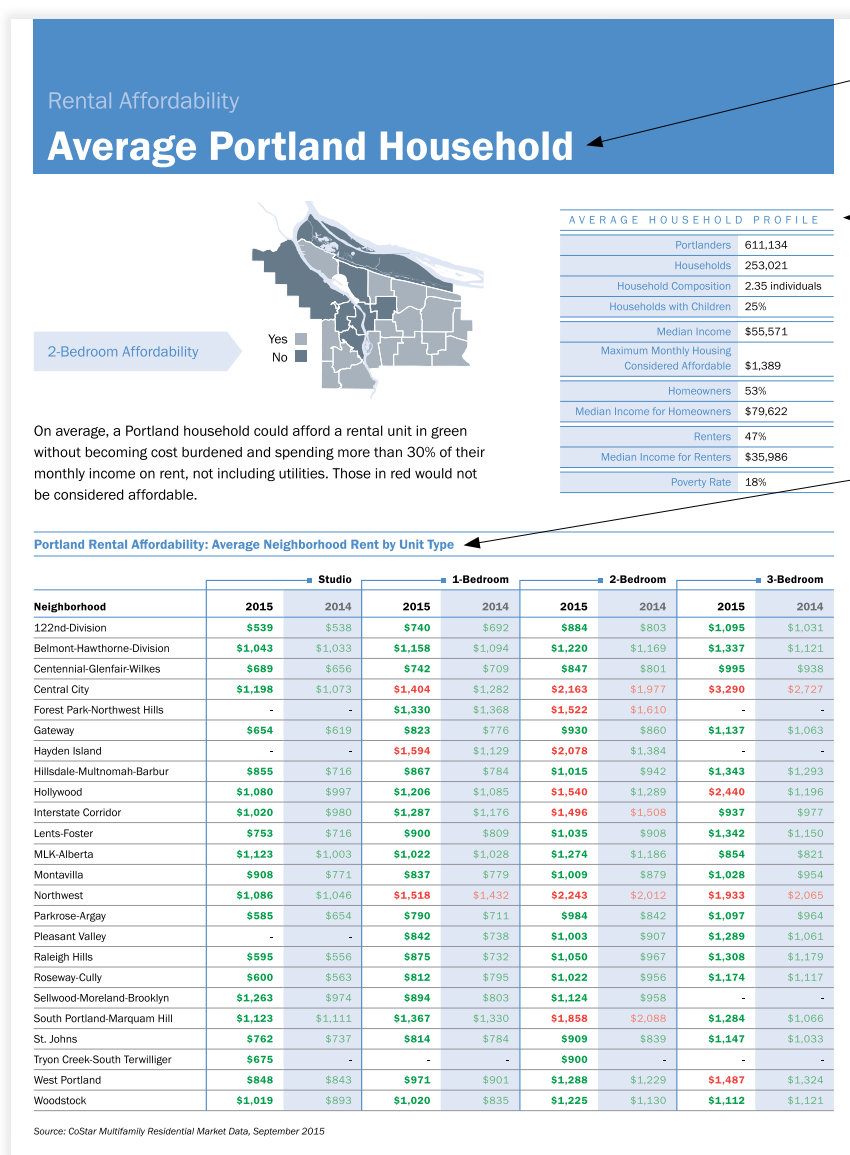 Rental Affordability
Average Portland Household
AVERAGE HOUSEHOLD PROFILE
Portlanders 611,134
Households 253,021
Household Composition 2.35 individuals
Households with Children 25%
Median Income $55,571
Maximum Monthly Housing
Considered Affordable $1,389
Homeowners 53%
Median Income for Homeowners $79,622
Renters 47%
Median Income for Renters $35,986
Poverty Rate 18%
2-Bedroom Affordability
Yes
No
On average, a Portland household could afford a rental unit in green
without becoming cost burdened and spending more than 30% of their
monthly income on rent, not including utilities. Those in red would not
be considered affordable.
Portland Rental Affordability: Average Neighborhood Rent by Unit Type
Studio 1-Bedroom 2-Bedroom 3-Bedroom
Neighborhood 2015 2014 2015 2014 2015 2014 2015 2014
122nd-Division $539 $538 $740 $692 $884 $803 $1,095 $1,031
Belmont-Hawthorne-Division $1,043 $1,033 $1,158 $1,094 $1,220 $1,169 $1,337 $1,121
Centennial-Glenfair-Wilkes $689 $656 $742 $709 $847 $801 $995 $938
Central City $1,198 $1,073 $1,404 $1,282 $2,163 $1,977 $3,290 $2,727
Forest Park-Northwest Hills - - $1,330 $1,368 $1,522 $1,610 - -
Gateway $654 $619 $823 $776 $930 $860 $1,137 $1,063
Hayden Island - - $1,594 $1,129 $2,078 $1,384 - -
Hillsdale-Multnomah-Barbur $855 $716 $867 $784 $1,015 $942 $1,343 $1,293
Hollywood $1,080 $997 $1,206 $1,085 $1,540 $1,289 $2,440 $1,196
Interstate Corridor $1,020 $980 $1,287 $1,176 $1,496 $1,508 $937 $977
Lents-Foster $753 $716 $900 $809 $1,035 $908 $1,342 $1,150
MLK-Alberta $1,123 $1,003 $1,022 $1,028 $1,274 $1,186 $854 $821
Montavilla $908 $771 $837 $779 $1,009 $879 $1,028 $954
Northwest $1,086 $1,046 $1,518 $1,432 $2,243 $2,012 $1,933 $2,065
Parkrose-Argay $585 $654 $790 $711 $984 $842 $1,097 $964
Pleasant Valley - - $842 $738 $1,003 $907 $1,289 $1,061
Raleigh Hills $595 $556 $875 $732 $1,050 $967 $1,308 $1,179
Roseway-Cully $600 $563 $812 $795 $1,022 $956 $1,174 $1,117
Sellwood-Moreland-Brooklyn $1,263 $974 $894 $803 $1,124 $958 - -
South Portland-Marquam Hill $1,123 $1,111 $1,367 $1,330 $1,858 $2,088 $1,284 $1,066
St. Johns $762 $737 $814 $784 $909 $839 $1,147 $1,033
Tryon Creek-South Terwilliger $675 - - - $900 - - -
West Portland $848 $843 $971 $901 $1,288 $1,229 $1,487 $1,324
Woodstock $1,019 $893 $1,020 $835 $1,225 $1,130 $1,112 $1,121
Source: CoStar Multifamily Residential Market Data, September 2015